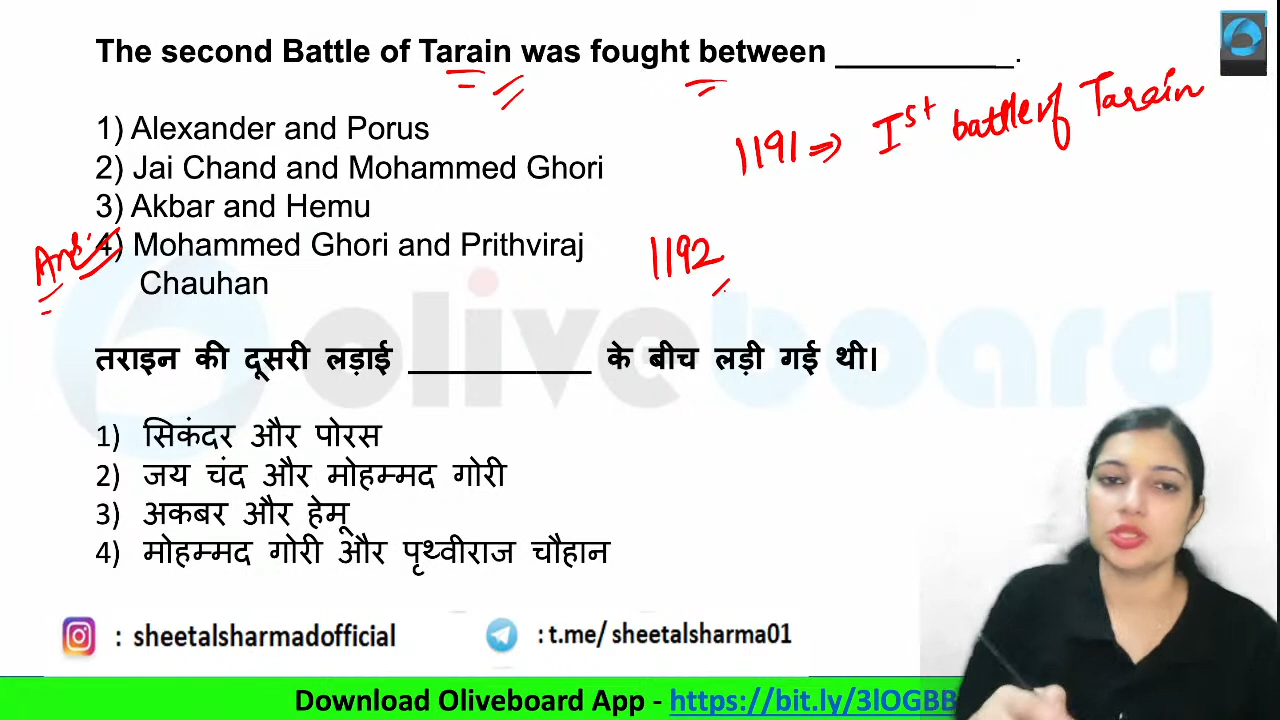 The second Battle of Tarain was fought between __________.
1191 ⇒ Ist battle of Tarain
1) Alexander and Porus
2) Jai Chand and Mohammed Ghori
3) Akbar and Hemu
Ans. 4) Mohammed Ghori and Prithviraj
Chauhan
1192
oliveboard
तराइन की दूसरी लड़ाई __________ के बीच लड़ी गई थी।
1) सिकंदर और पोरस
2) जय चंद और मोहम्मद गोरी
3) अकबर और हेमू
4) मोहम्मद गोरी और पृथ्वीराज चौहान
: sheetalsharmadofficial
: t.me/ sheetalsharma01
Download Oliveboard App - https://bit.ly/3lOGBB